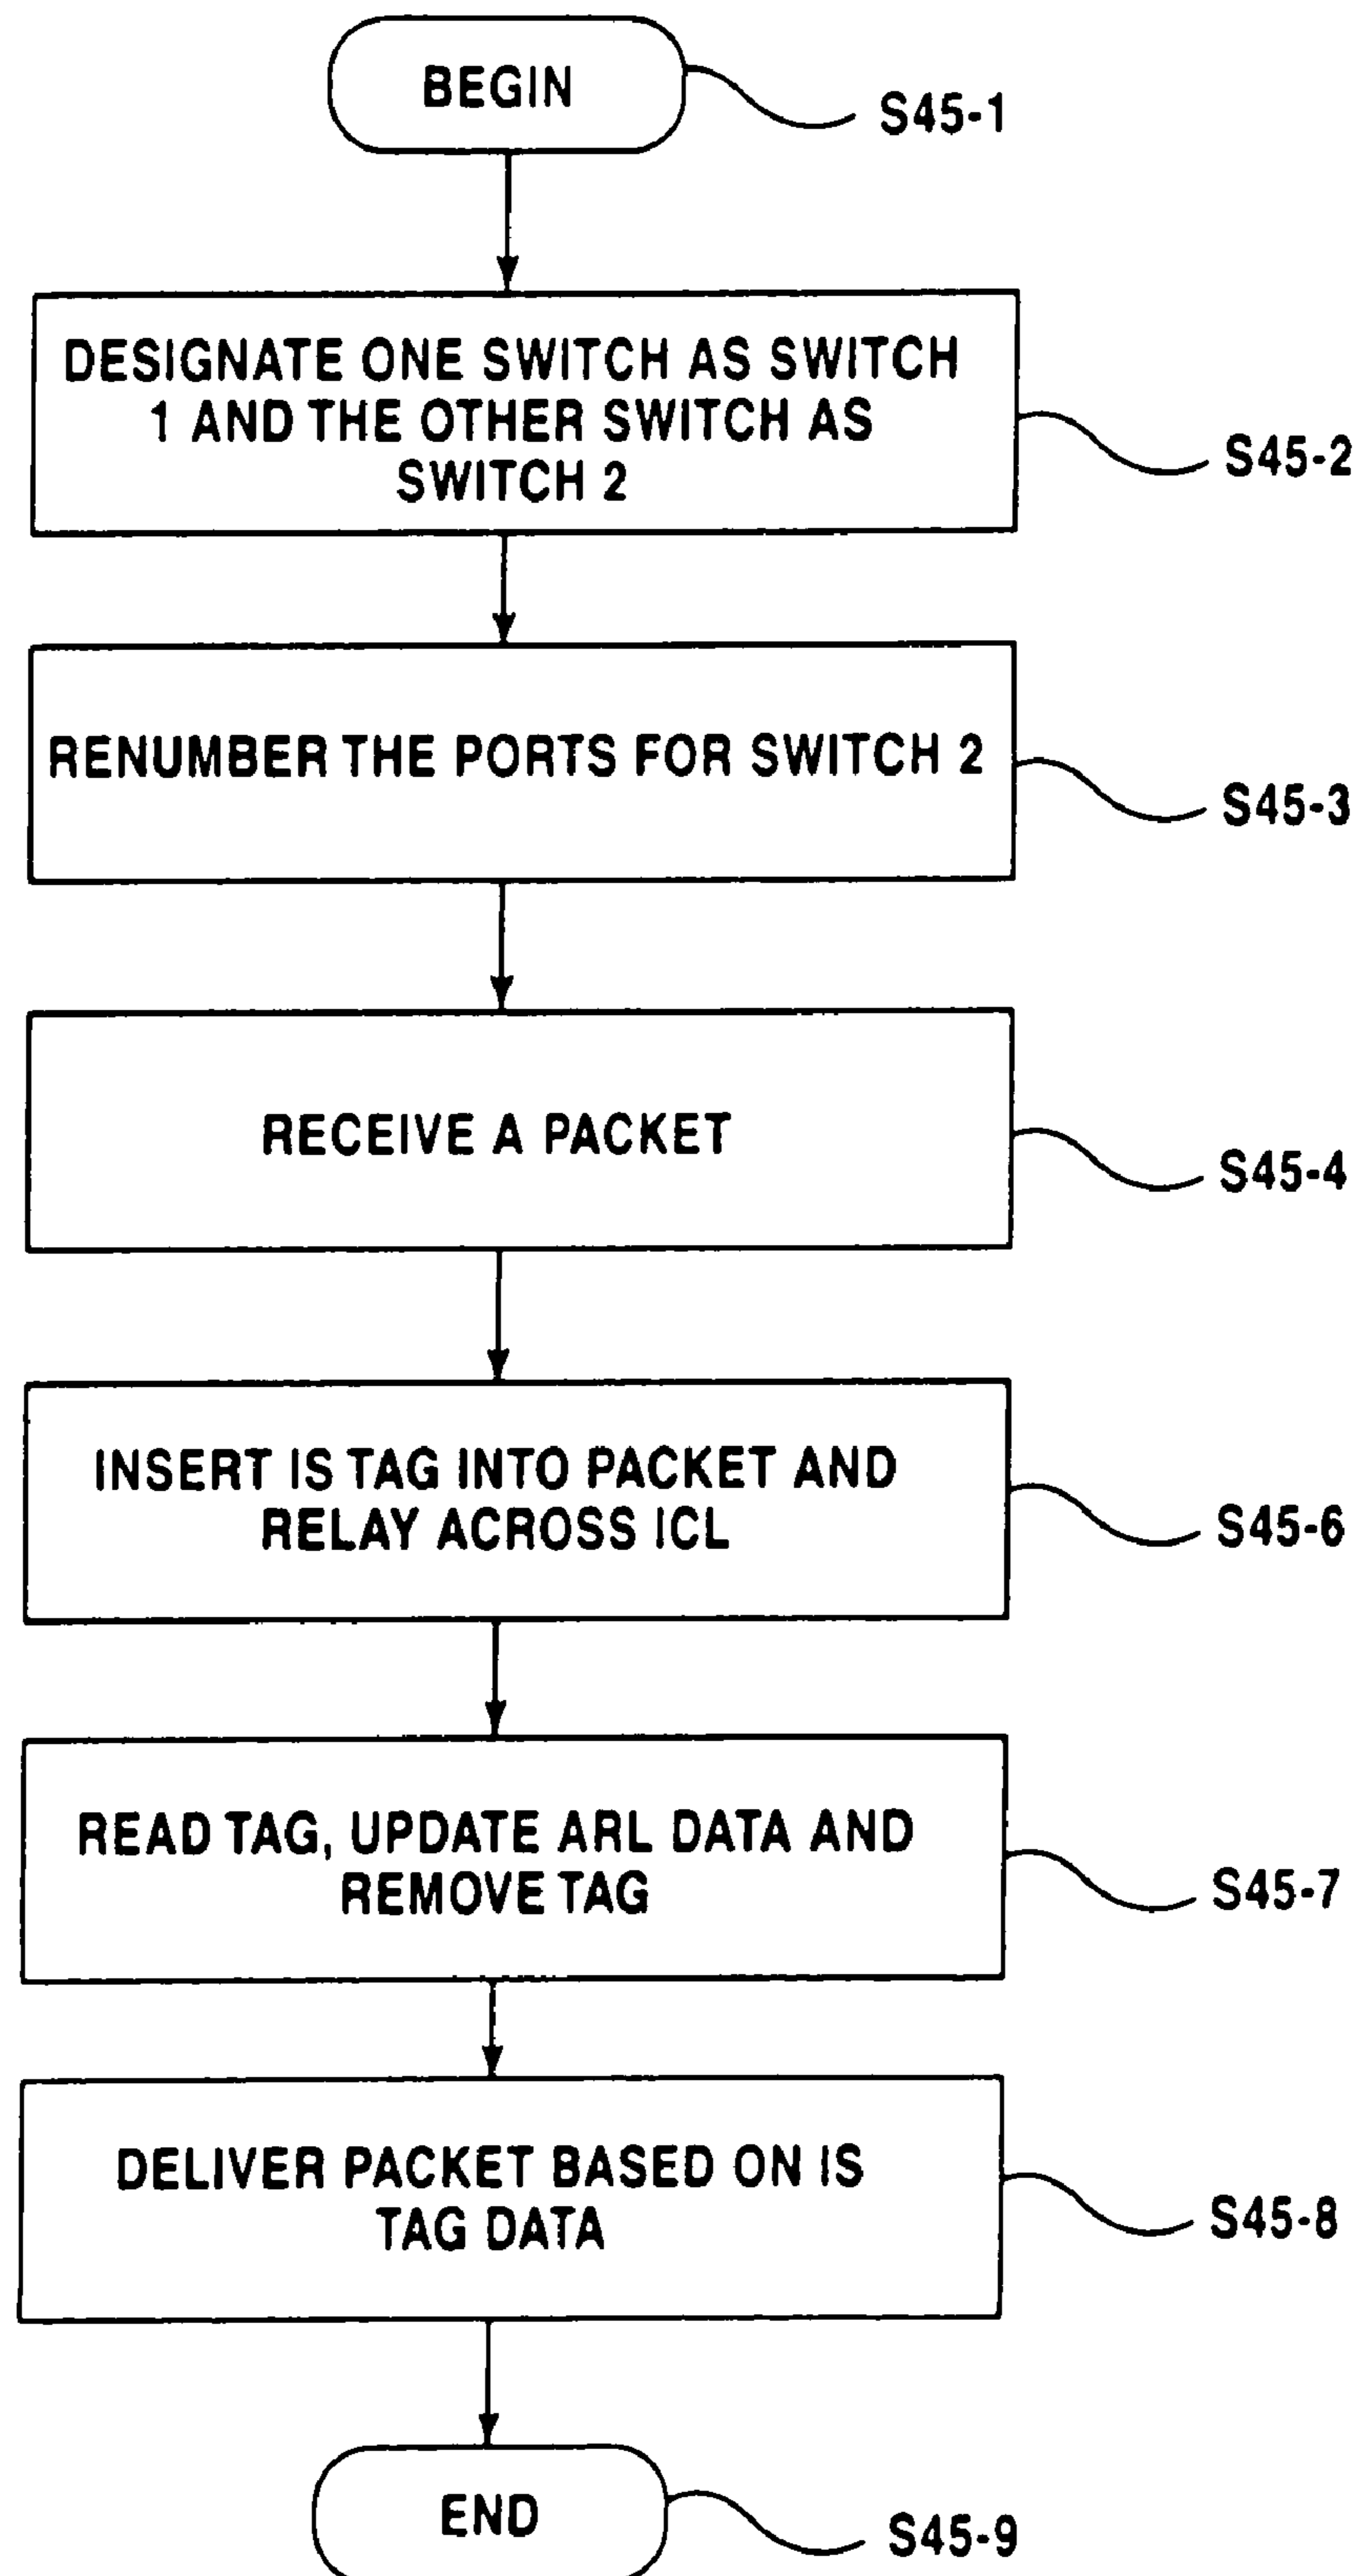 BEGIN
S45-1
DESIGNATE ONE SWITCH AS SWITCH
1 AND THE OTHER SWITCH AS
SWITCH 2
S45-2
RENUMBER THE PORTS FOR SWITCH 2
S45-3
RECEIVE A PACKET
S45-4
INSERT IS TAG INTO PACKET AND
RELAY ACROSS ICL
S45-6
READ TAG, UPDATE ARL DATA AND
REMOVE TAG
S45-7
DELIVER PACKET BASED ON IS
TAG DATA
S45-8
END
S45-9